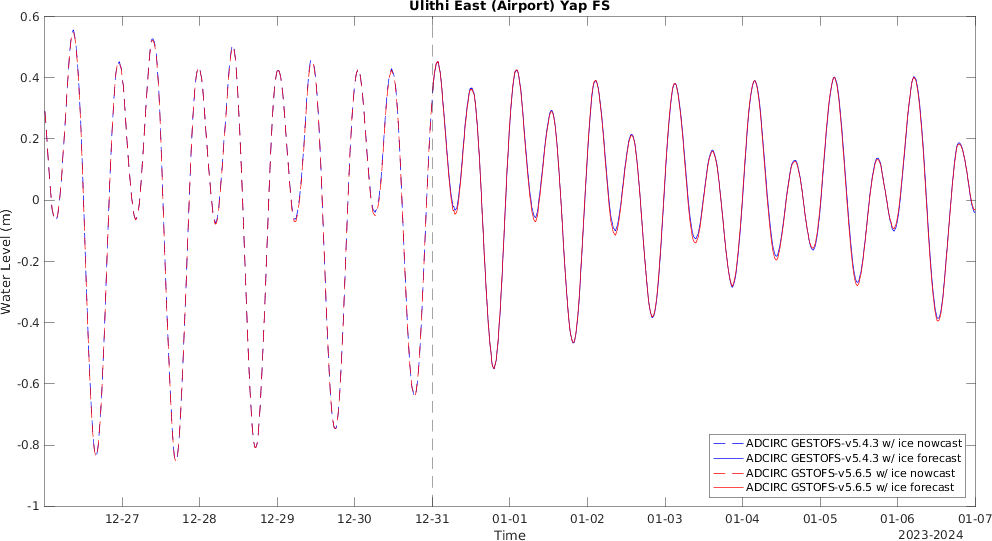 Ulithi East (Airport) Yap FS
0.6
0.4
0.2
0
-0.2
-0.4
-0.6
-0.8
-1
Water Level (m)
ADCIRC GESTOFS-v5.4.3 w/ ice nowcast
ADCIRC GESTOFS-v5.4.3 w/ ice forecast
ADCIRC GSTOFS-v5.6.5 w/ ice nowcast
ADCIRC GSTOFS-v5.6.5 w/ ice forecast
12-27 12-28 12-29 12-30 12-31 01-01 01-02 01-03 01-04 01-05 01-06 01-07
Time
2023-2024